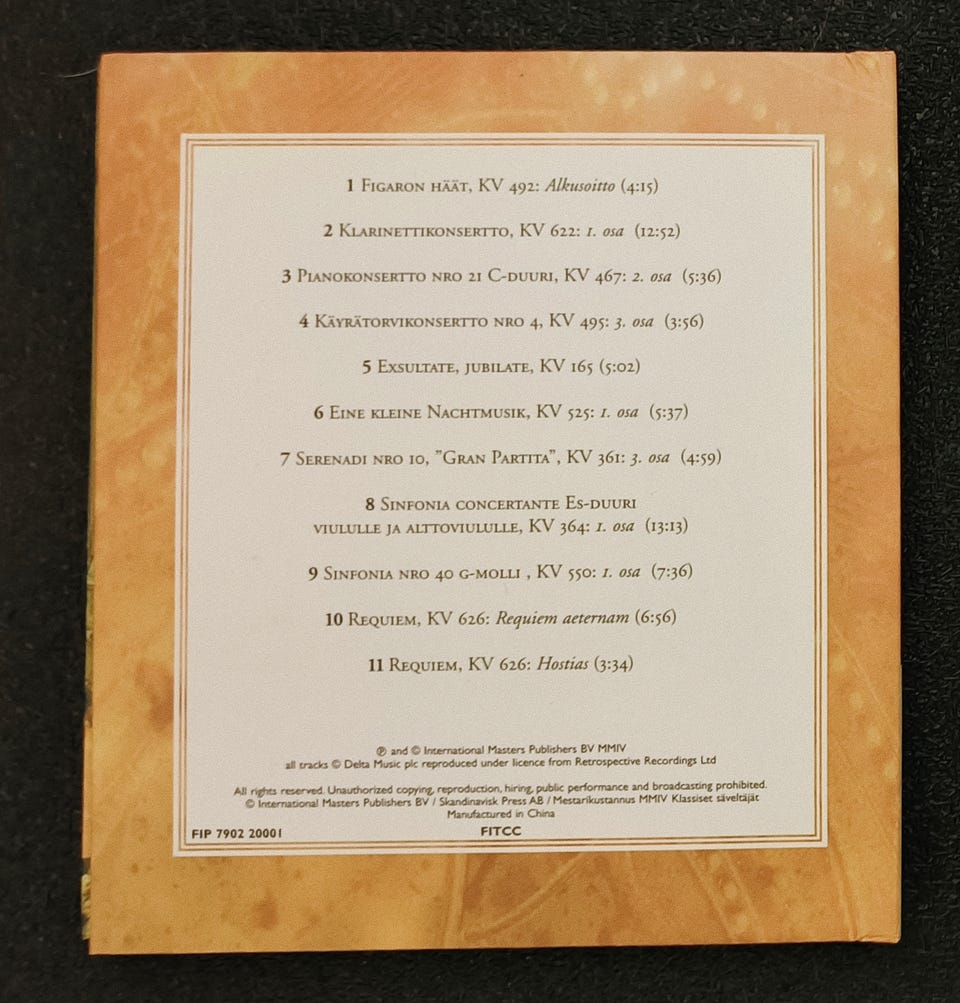 1 Figaron häät, KV 492: Alkusoitto (4:15)
2 Klarinettikonsertto, KV 622: 1. osa (12:52)
3 Pianokonsertto nro 21 C-duuri, KV 467: 2. osa (5:36)
4 Käyrätorvikonsertto nro 4, KV 495: 3. osa (3:56)
5 Exsultate, jubilate, KV 165 (5:02)
6 Eine kleine Nachtmusik, KV 525: 1. osa (5:37)
7 Serenadi nro 10, ”Gran Partita”, KV 361: 3. osa (4:59)
8 Sinfonia concertante Es-duuri
viululle ja alttoviululle, KV 364: 1. osa (13:13)
9 Sinfonia nro 40 g-molli , KV 550: 1. osa (7:36)
10 Requiem, KV 626: Requiem aeternam (6:56)
11 Requiem, KV 626: Hostias (3:34)
℗ and © International Masters Publishers BV MMIV
all tracks © Delta Music plc reproduced under licence from Retrospective Recordings Ltd
All rights reserved. Unauthorized copying, reproduction, hiring, public performance and broadcasting prohibited.
© International Masters Publishers BV / Skandinavisk Press AB / Mestarikustannus MMIV Klassiset säveltäjät
Manufactured in China
FIP 7902 20001 FITCC